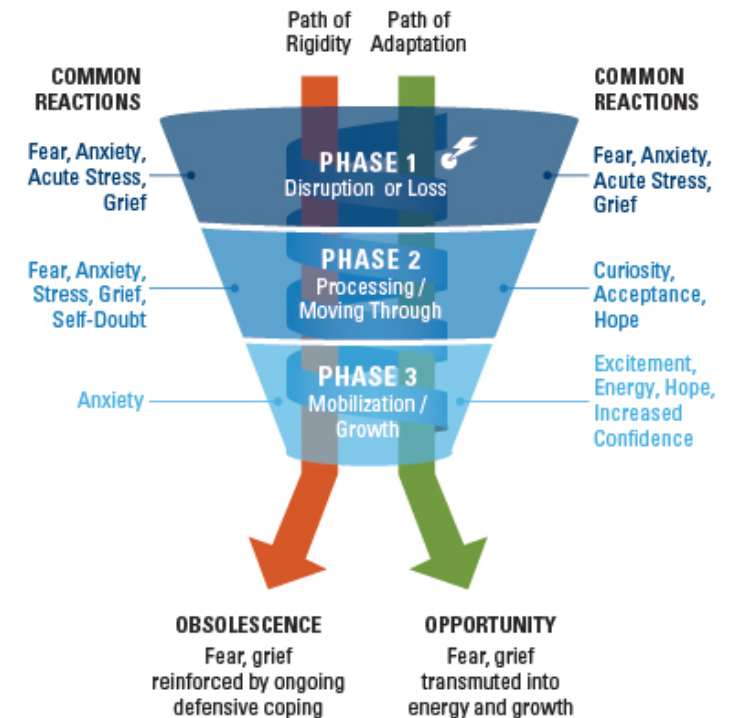 Path of
Rigidity
Path of
Adaptation
COMMON
REACTIONS
COMMON
REACTIONS
Fear, Anxiety,
Acute Stress,
Grief
PHASE 1
Disruption or Loss
Fear, Anxiety,
Acute Stress,
Grief
Fear, Anxiety,
Stress, Grief,
Self-Doubt
PHASE 2
Processing /
Moving Through
Curiosity,
Acceptance,
Hope
Anxiety
PHASE 3
Mobilization /
Growth
Excitement,
Energy, Hope,
Increased
Confidence
OBSOLESCENCE
Fear, grief
reinforced by ongoing
defensive coping
OPPORTUNITY
Fear, grief
transmuted into
energy and growth